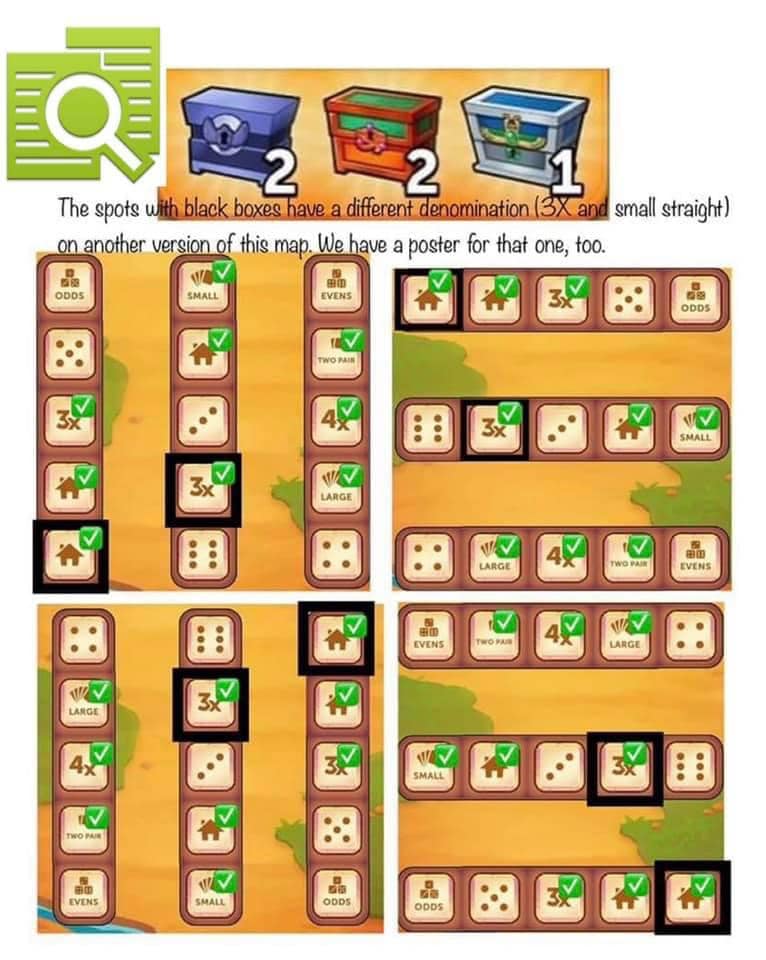 2 2 1
The spots with black boxes have a different denomination (3X and small straight)
on another version of this map. We have a poster for that one, too.
ODDS SMALL EVENS
TWO PAIR
3x 4x
3x LARGE
3x ODDS
3x SMALL
LARGE 4x TWO PAIR EVENS
LARGE 3x
4x 3x
TWO PAIR
EVENS SMALL ODDS
EVENS TWO PAIR 4x LARGE
SMALL 3x
ODDS 3x